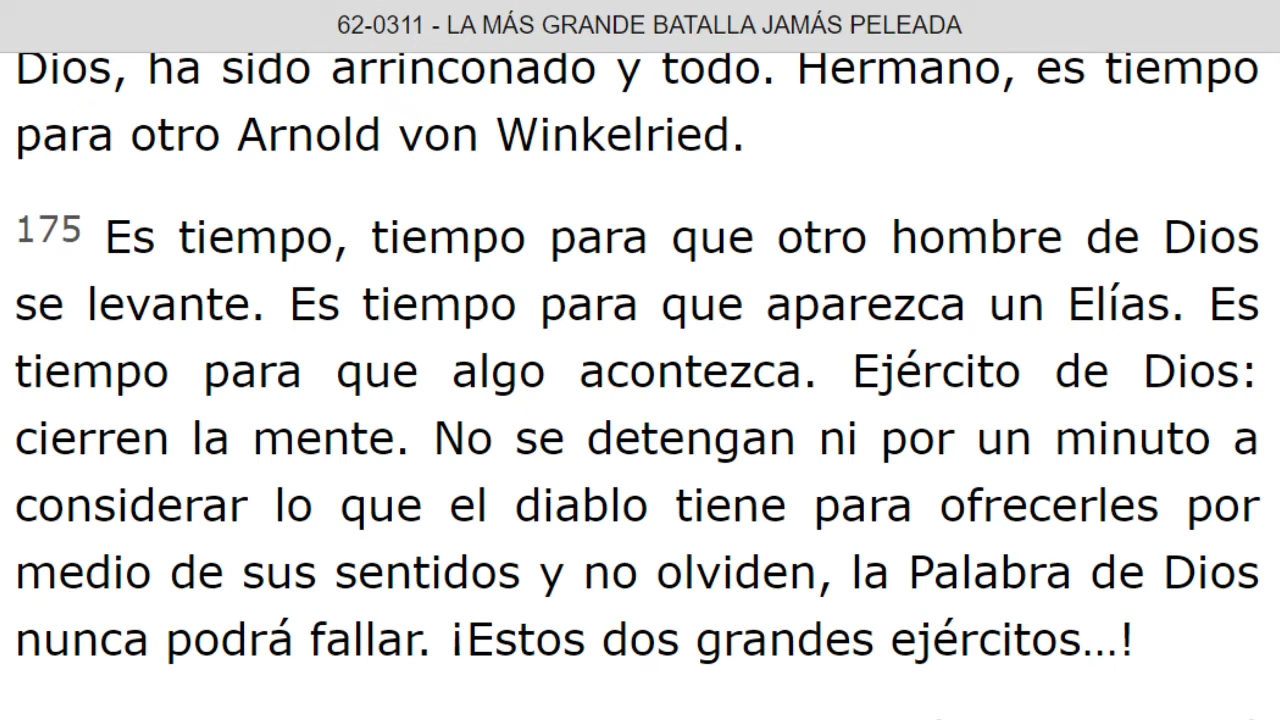 62-0311 - LA MÁS GRANDE BATALLA JAMÁS PELEADA
Dios, ha sido arrinconado y todo. Hermano, es tiempo
para otro Arnold von Winkelried.
175 Es tiempo, tiempo para que otro hombre de Dios
se levante. Es tiempo para que aparezca un Elías. Es
tiempo para que algo acontezca. Ejército de Dios:
cierren la mente. No se detengan ni por un minuto a
considerar lo que el diablo tiene para ofrecerles por
medio de sus sentidos y no olviden, la Palabra de Dios
nunca podrá fallar. ¡Estos dos grandes ejércitos…!